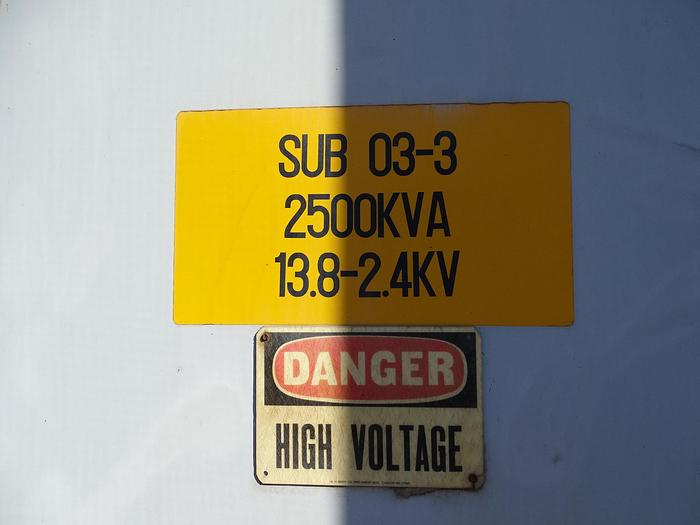 SUB 03-3
2500KVA
13.8-2.4KV
DANGER
HIGH VOLTAGE